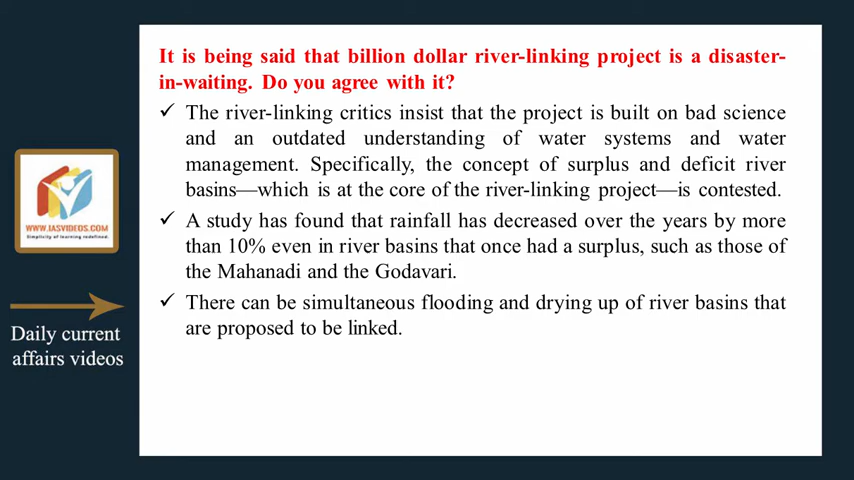 It is being said that billion dollar river-linking project is a disaster-
in-waiting. Do you agree with it?
✓ The river-linking critics insist that the project is built on bad science
and an outdated understanding of water systems and water
management. Specifically, the concept of surplus and deficit river
basins—which is at the core of the river-linking project—is contested.
✓ A study has found that rainfall has decreased over the years by more
than 10% even in river basins that once had a surplus, such as those of
the Mahanadi and the Godavari.
✓ There can be simultaneous flooding and drying up of river basins that
are proposed to be linked.
WWW.IASVIDEOS.COM
Simplicity of learning redefined.
Daily current
affairs videos